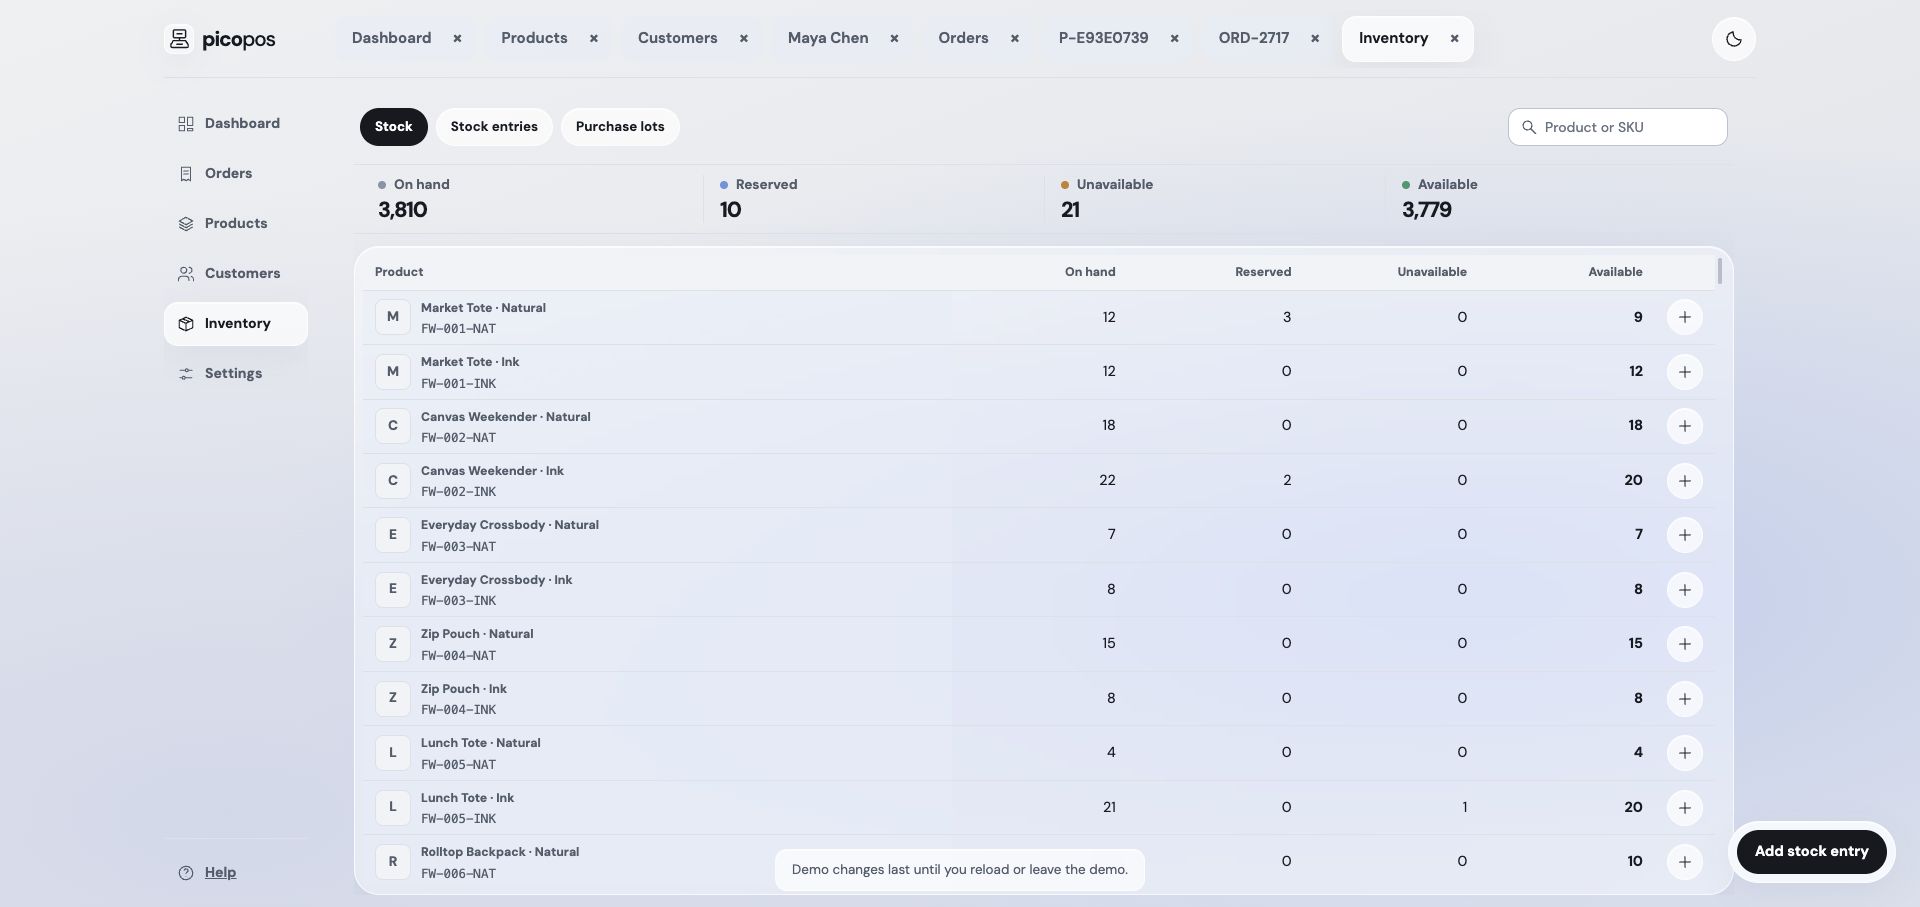 picopos
Dashboard × Products × Customers × Maya Chen × Orders × P-E93E0739 × ORD-2717 × Inventory ×
Dashboard
Orders
Products
Customers
Inventory
Settings
Help
Stock Stock entries Purchase lots
Product or SKU
On hand Reserved Unavailable Available
3,810 10 21 3,779
Product On hand Reserved Unavailable Available
M Market Tote · Natural
FW-001-NAT 12 3 0 9 +
M Market Tote · Ink
FW-001-INK 12 0 0 12 +
C Canvas Weekender · Natural
FW-002-NAT 18 0 0 18 +
C Canvas Weekender · Ink
FW-002-INK 22 2 0 20 +
E Everyday Crossbody · Natural
FW-003-NAT 7 0 0 7 +
E Everyday Crossbody · Ink
FW-003-INK 8 0 0 8 +
Z Zip Pouch · Natural
FW-004-NAT 15 0 0 15 +
Z Zip Pouch · Ink
FW-004-INK 8 0 0 8 +
L Lunch Tote · Natural
FW-005-NAT 4 0 0 4 +
L Lunch Tote · Ink
FW-005-INK 21 0 1 20 +
R Rolltop Backpack · Natural
FW-006-NAT 0 0 10 +
Demo changes last until you reload or leave the demo.
Add stock entry